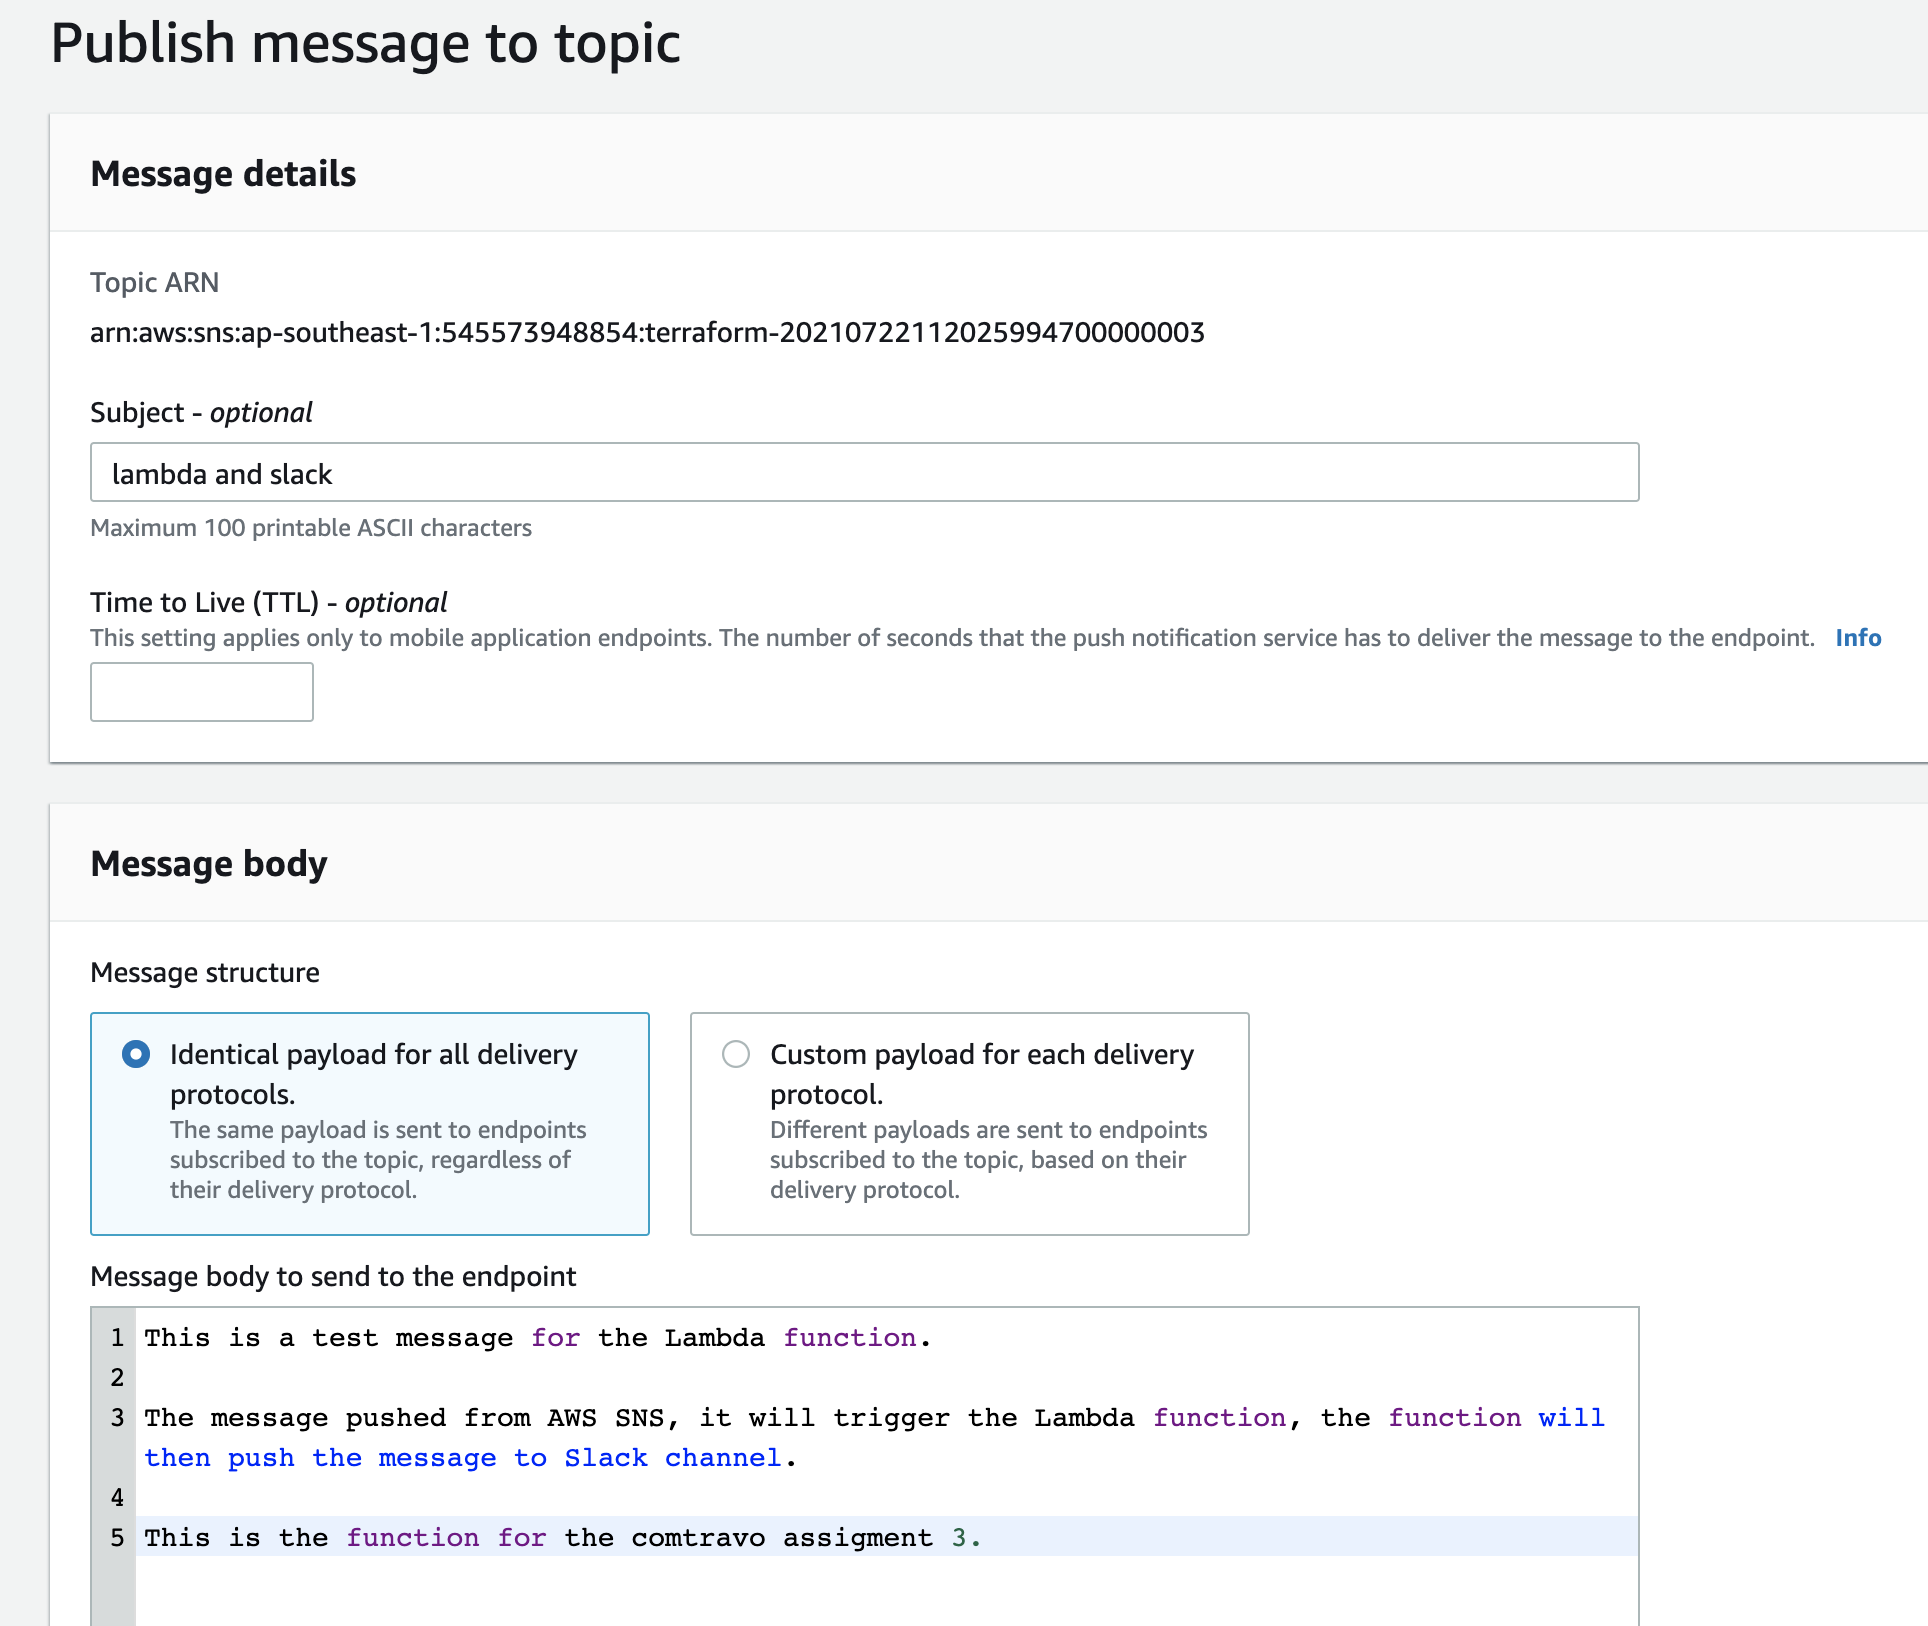 Publish message to topic
Message details
Topic ARN
arn:aws:sns:ap-southeast-1:545573948854:terraform-20210722112025994700000003
Subject - optional
lambda and slack
Maximum 100 printable ASCII characters
Time to Live (TTL) - optional
This setting applies only to mobile application endpoints. The number of seconds that the push notification service has to deliver the message to the endpoint. Info
Message body
Message structure
Identical payload for all delivery
protocols.
The same payload is sent to endpoints
subscribed to the topic, regardless of
their delivery protocol.
Custom payload for each delivery
protocol.
Different payloads are sent to endpoints
subscribed to the topic, based on their
delivery protocol.
Message body to send to the endpoint
1 This is a test message for the Lambda function.
2
3 The message pushed from AWS SNS, it will trigger the Lambda function, the function will
then push the message to Slack channel.
4
5 This is the function for the comtravo assigment 3.